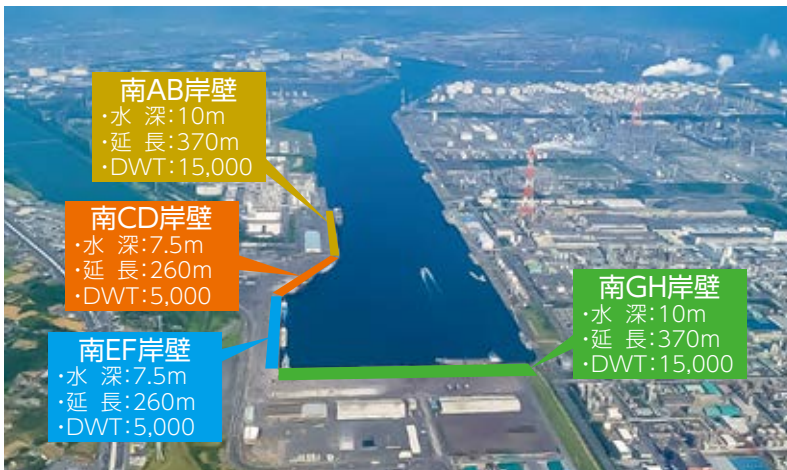 南AB岸壁
・水 深:10m
・延 長:370m
・DWT:15,000
南CD岸壁
・水 深:7.5m
・延 長:260m
・DWT:5,000
南EF岸壁
・水 深:7.5m
・延 長:260m
・DWT:5,000
南GH岸壁
・水 深:10m
・延 長:370m
・DWT:15,000